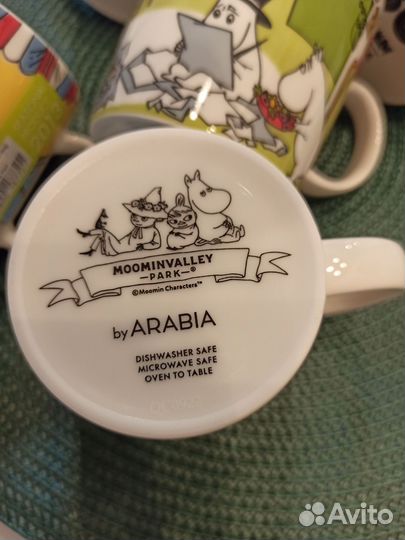 MOOMINVALLEY
—PARK—®
©Moomin Characters™
by ARABIA
DISHWASHER SAFE
MICROWAVE SAFE
OVEN TO TABLE
Avito